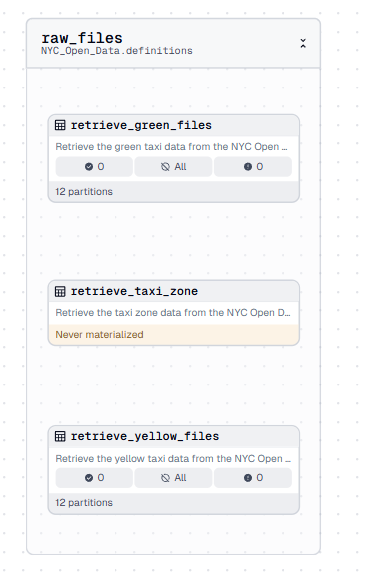 raw_files
NYC_Open_Data.definitions
retrieve_green_files
Retrieve the green taxi data from the NYC Open ...
0 All 0
12 partitions
retrieve_taxi_zone
Retrieve the taxi zone data from the NYC Open D...
Never materialized
retrieve_yellow_files
Retrieve the yellow taxi data from the NYC Open ...
0 All 0
12 partitions